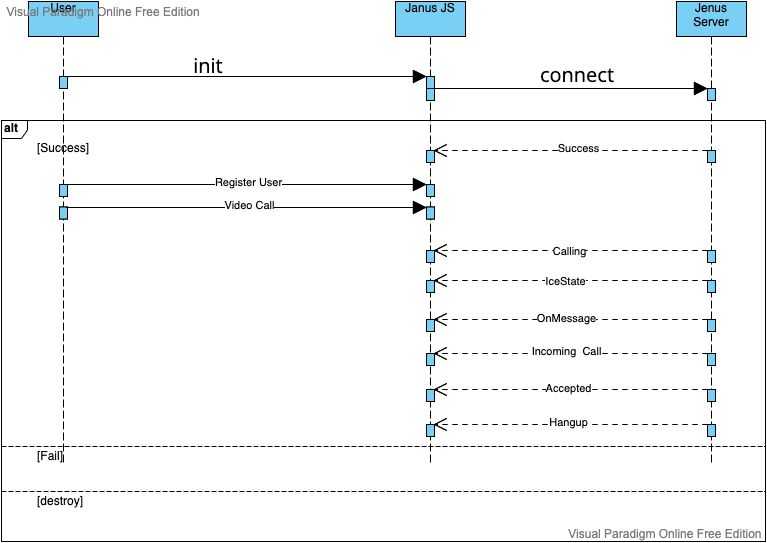 Visual Paradigm Online Free Edition
User
Janus JS
Jenus
Server
init
connect
alt
[Success]
Success
Register User
Video Call
Calling
IceState
OnMessage
Incoming Call
Accepted
Hangup
[Fail]
[destroy]
Visual Paradigm Online Free Edition